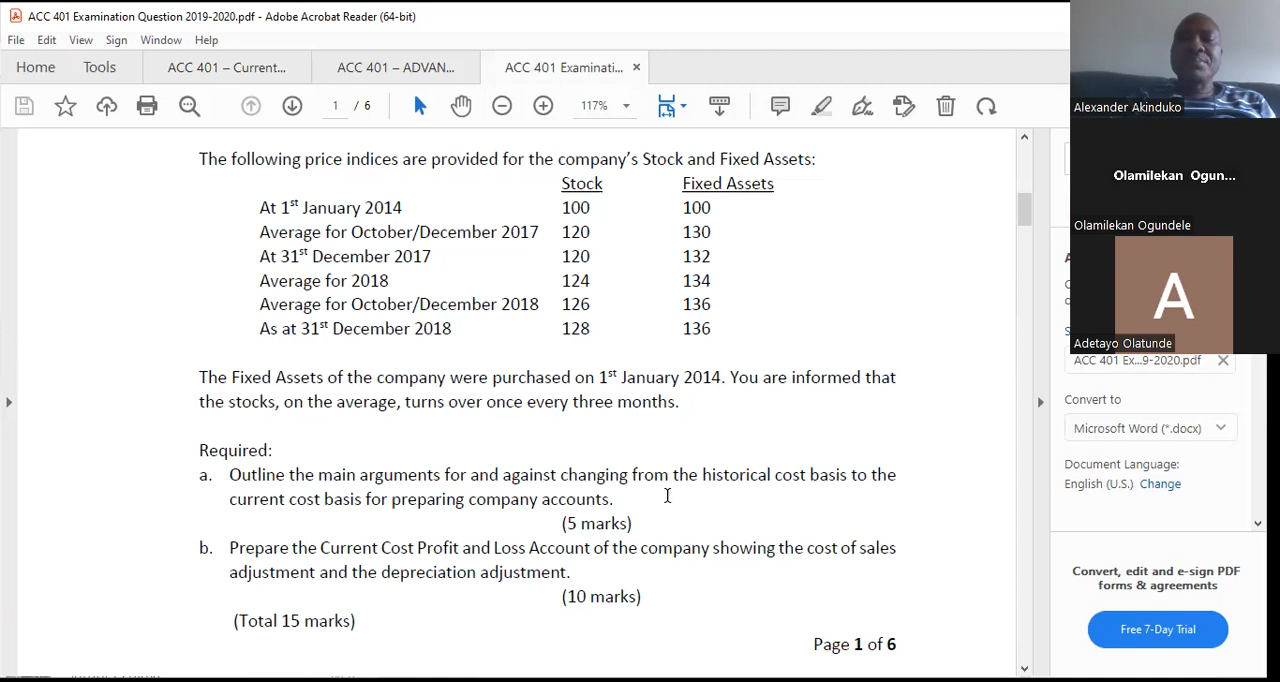 ACC 401 Examination Question 2019-2020.pdf - Adobe Acrobat Reader (64-bit)
File Edit View Sign Window Help
Home Tools ACC 401 – Current... ACC 401 – ADVAN... ACC 401 Examinati... ×
1 / 6 117%
The following price indices are provided for the company's Stock and Fixed Assets:
Stock Fixed Assets
At 1st January 2014 100 100
Average for October/December 2017 120 130
At 31st December 2017 120 132
Average for 2018 124 134
Average for October/December 2018 126 136
As at 31st December 2018 128 136
The Fixed Assets of the company were purchased on 1st January 2014. You are informed that
the stocks, on the average, turns over once every three months.
Required:
a. Outline the main arguments for and against changing from the historical cost basis to the
current cost basis for preparing company accounts.
(5 marks)
b. Prepare the Current Cost Profit and Loss Account of the company showing the cost of sales
adjustment and the depreciation adjustment.
(10 marks)
(Total 15 marks)
Page 1 of 6
Alexander Akinduko
Olamilekan Ogun...
Olamilekan Ogundele
A
Adetayo Olatunde
ACC 401 Ex...9-2020.pdf
Convert to
Microsoft Word (*.docx)
Document Language:
English (U.S.) Change
Convert, edit and e-sign PDF
forms & agreements
Free 7-Day Trial